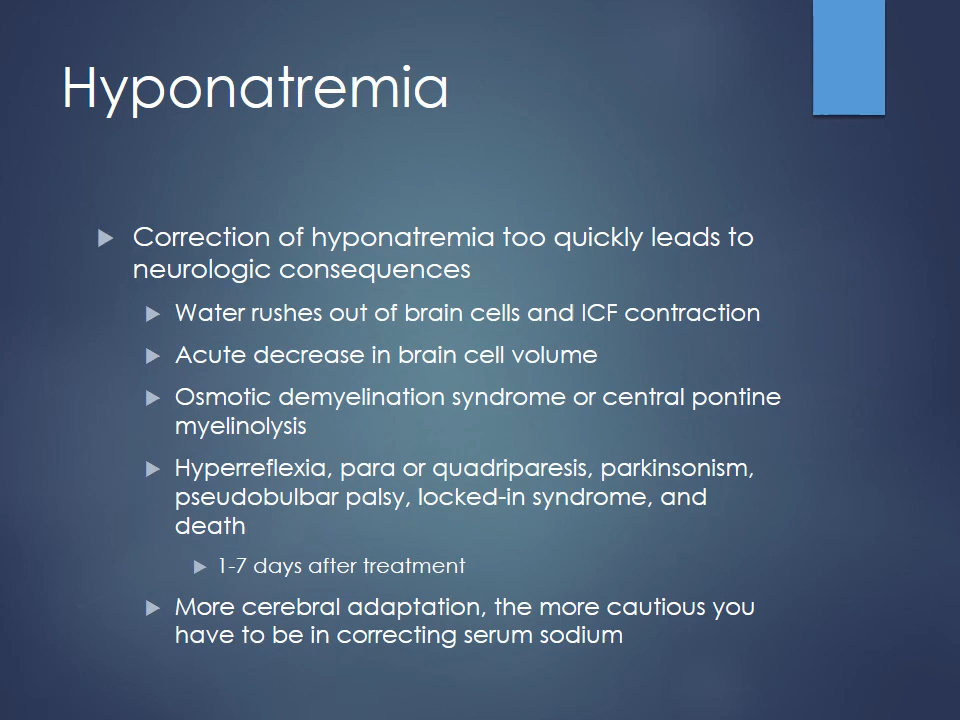 Hyponatremia
Correction of hyponatremia too quickly leads to
neurologic consequences
Water rushes out of brain cells and ICF contraction
Acute decrease in brain cell volume
Osmotic demyelination syndrome or central pontine
myelinolysis
Hyperreflexia, para or quadriparesis, parkinsonism,
pseudobulbar palsy, locked-in syndrome, and
death
1-7 days after treatment
More cerebral adaptation, the more cautious you
have to be in correcting serum sodium